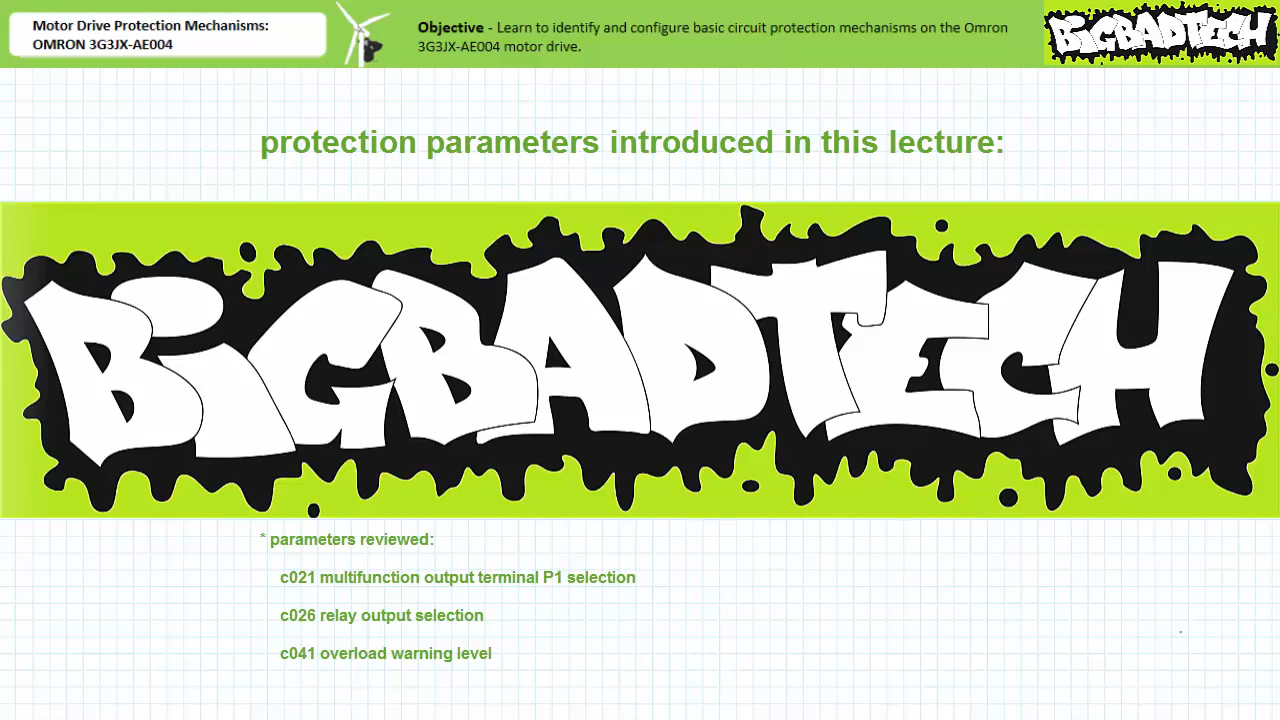 Motor Drive Protection Mechanisms:
OMRON 3G3JX-AE004
Objective - Learn to identify and configure basic circuit protection mechanisms on the Omron
3G3JX-AE004 motor drive.
BIGBADTECH
protection parameters introduced in this lecture:
BiGBADTECH
* parameters reviewed:
c021 multifunction output terminal P1 selection
c026 relay output selection
c041 overload warning level